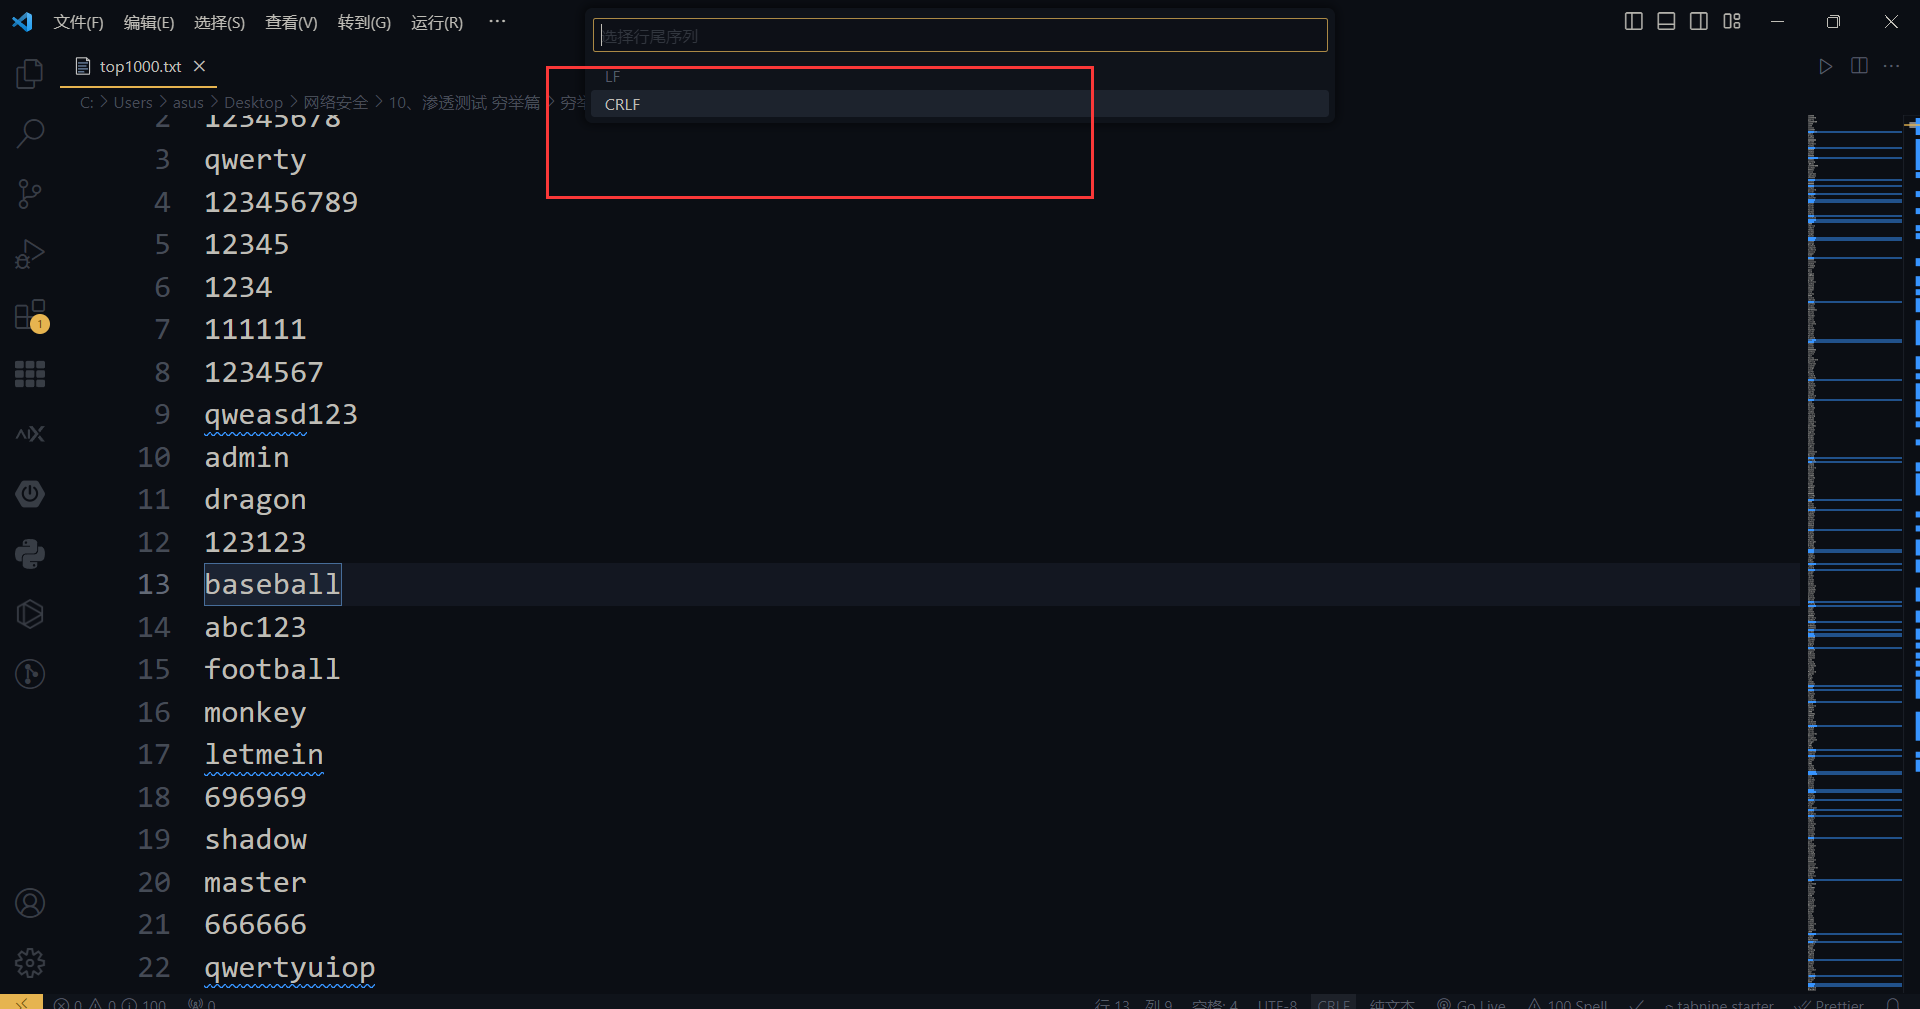 文件(F) 编辑(E) 选择(S) 查看(V) 转到(G) 运行(R) ···
选择行尾序列
LF
CRLF
top1000.txt
C: > Users > asus > Desktop > 网络安全 > 10、渗透测试 穷举篇 > 穷举
2 12345678
3 qwerty
4 123456789
5 12345
6 1234
7 111111
8 1234567
9 qweasd123
10 admin
11 dragon
12 123123
13 baseball
14 abc123
15 football
16 monkey
17 letmein
18 696969
19 shadow
20 master
21 666666
22 qwertyuiop
1
0 0 100 0 行 13, 列 9 空格: 4 UTF-8 CRLF 纯文本 Go Live 100 Spell tabnine starter Prettier